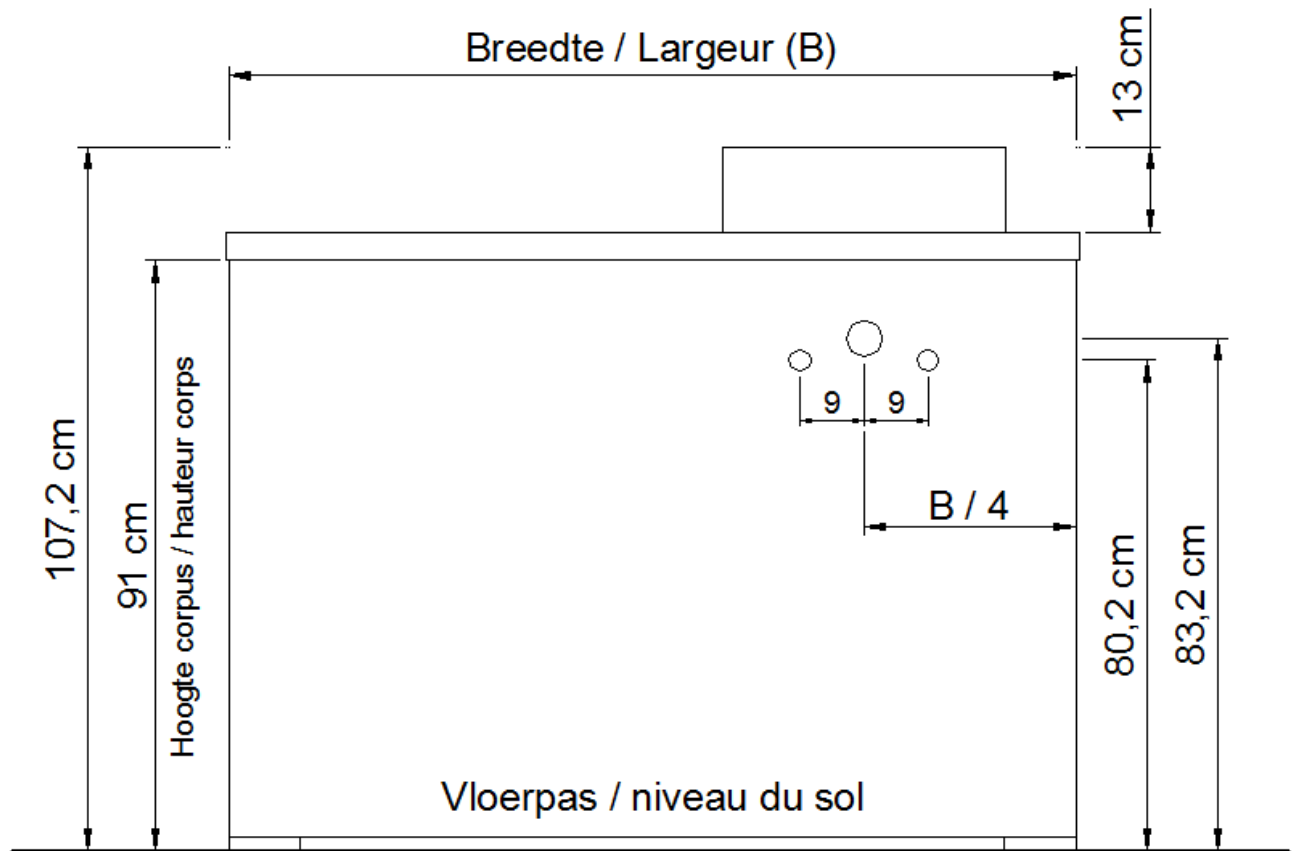 Breedte / Largeur (B)
13 cm
107,2 cm
91 cm
Hoogte corpus / hauteur corps
9
9
B / 4
80,2 cm
83,2 cm
Vloerpas / niveau du sol